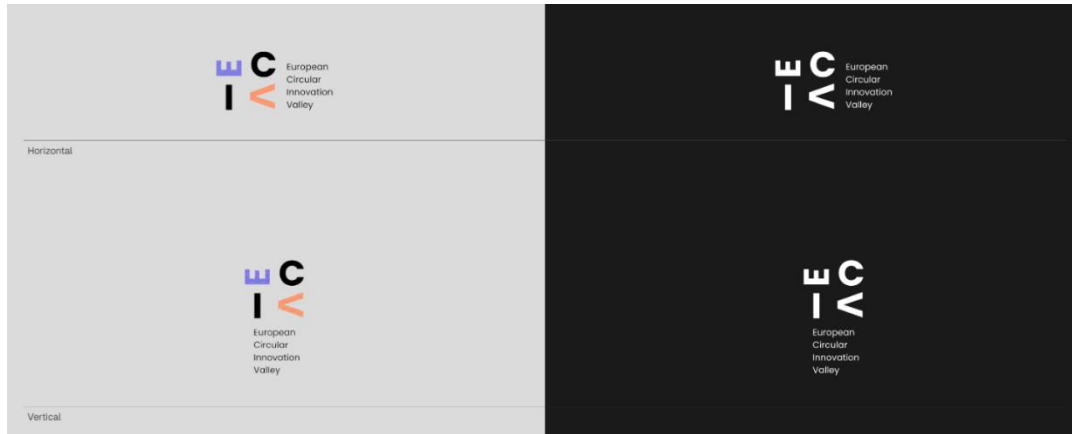 E C
European
Circular
Innovation
Valley
I V
E C
European
Circular
Innovation
Valley
I V
Horizontal
E C
I V
European
Circular
Innovation
Valley
E C
I V
European
Circular
Innovation
Valley
Vertical